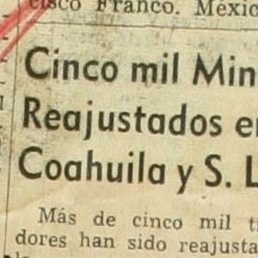 cisco Franco. Méxic
Cinco mil Min
Reajustados e
Coahuila y S. L
Más de cinco mil t
dores han sido reajusta